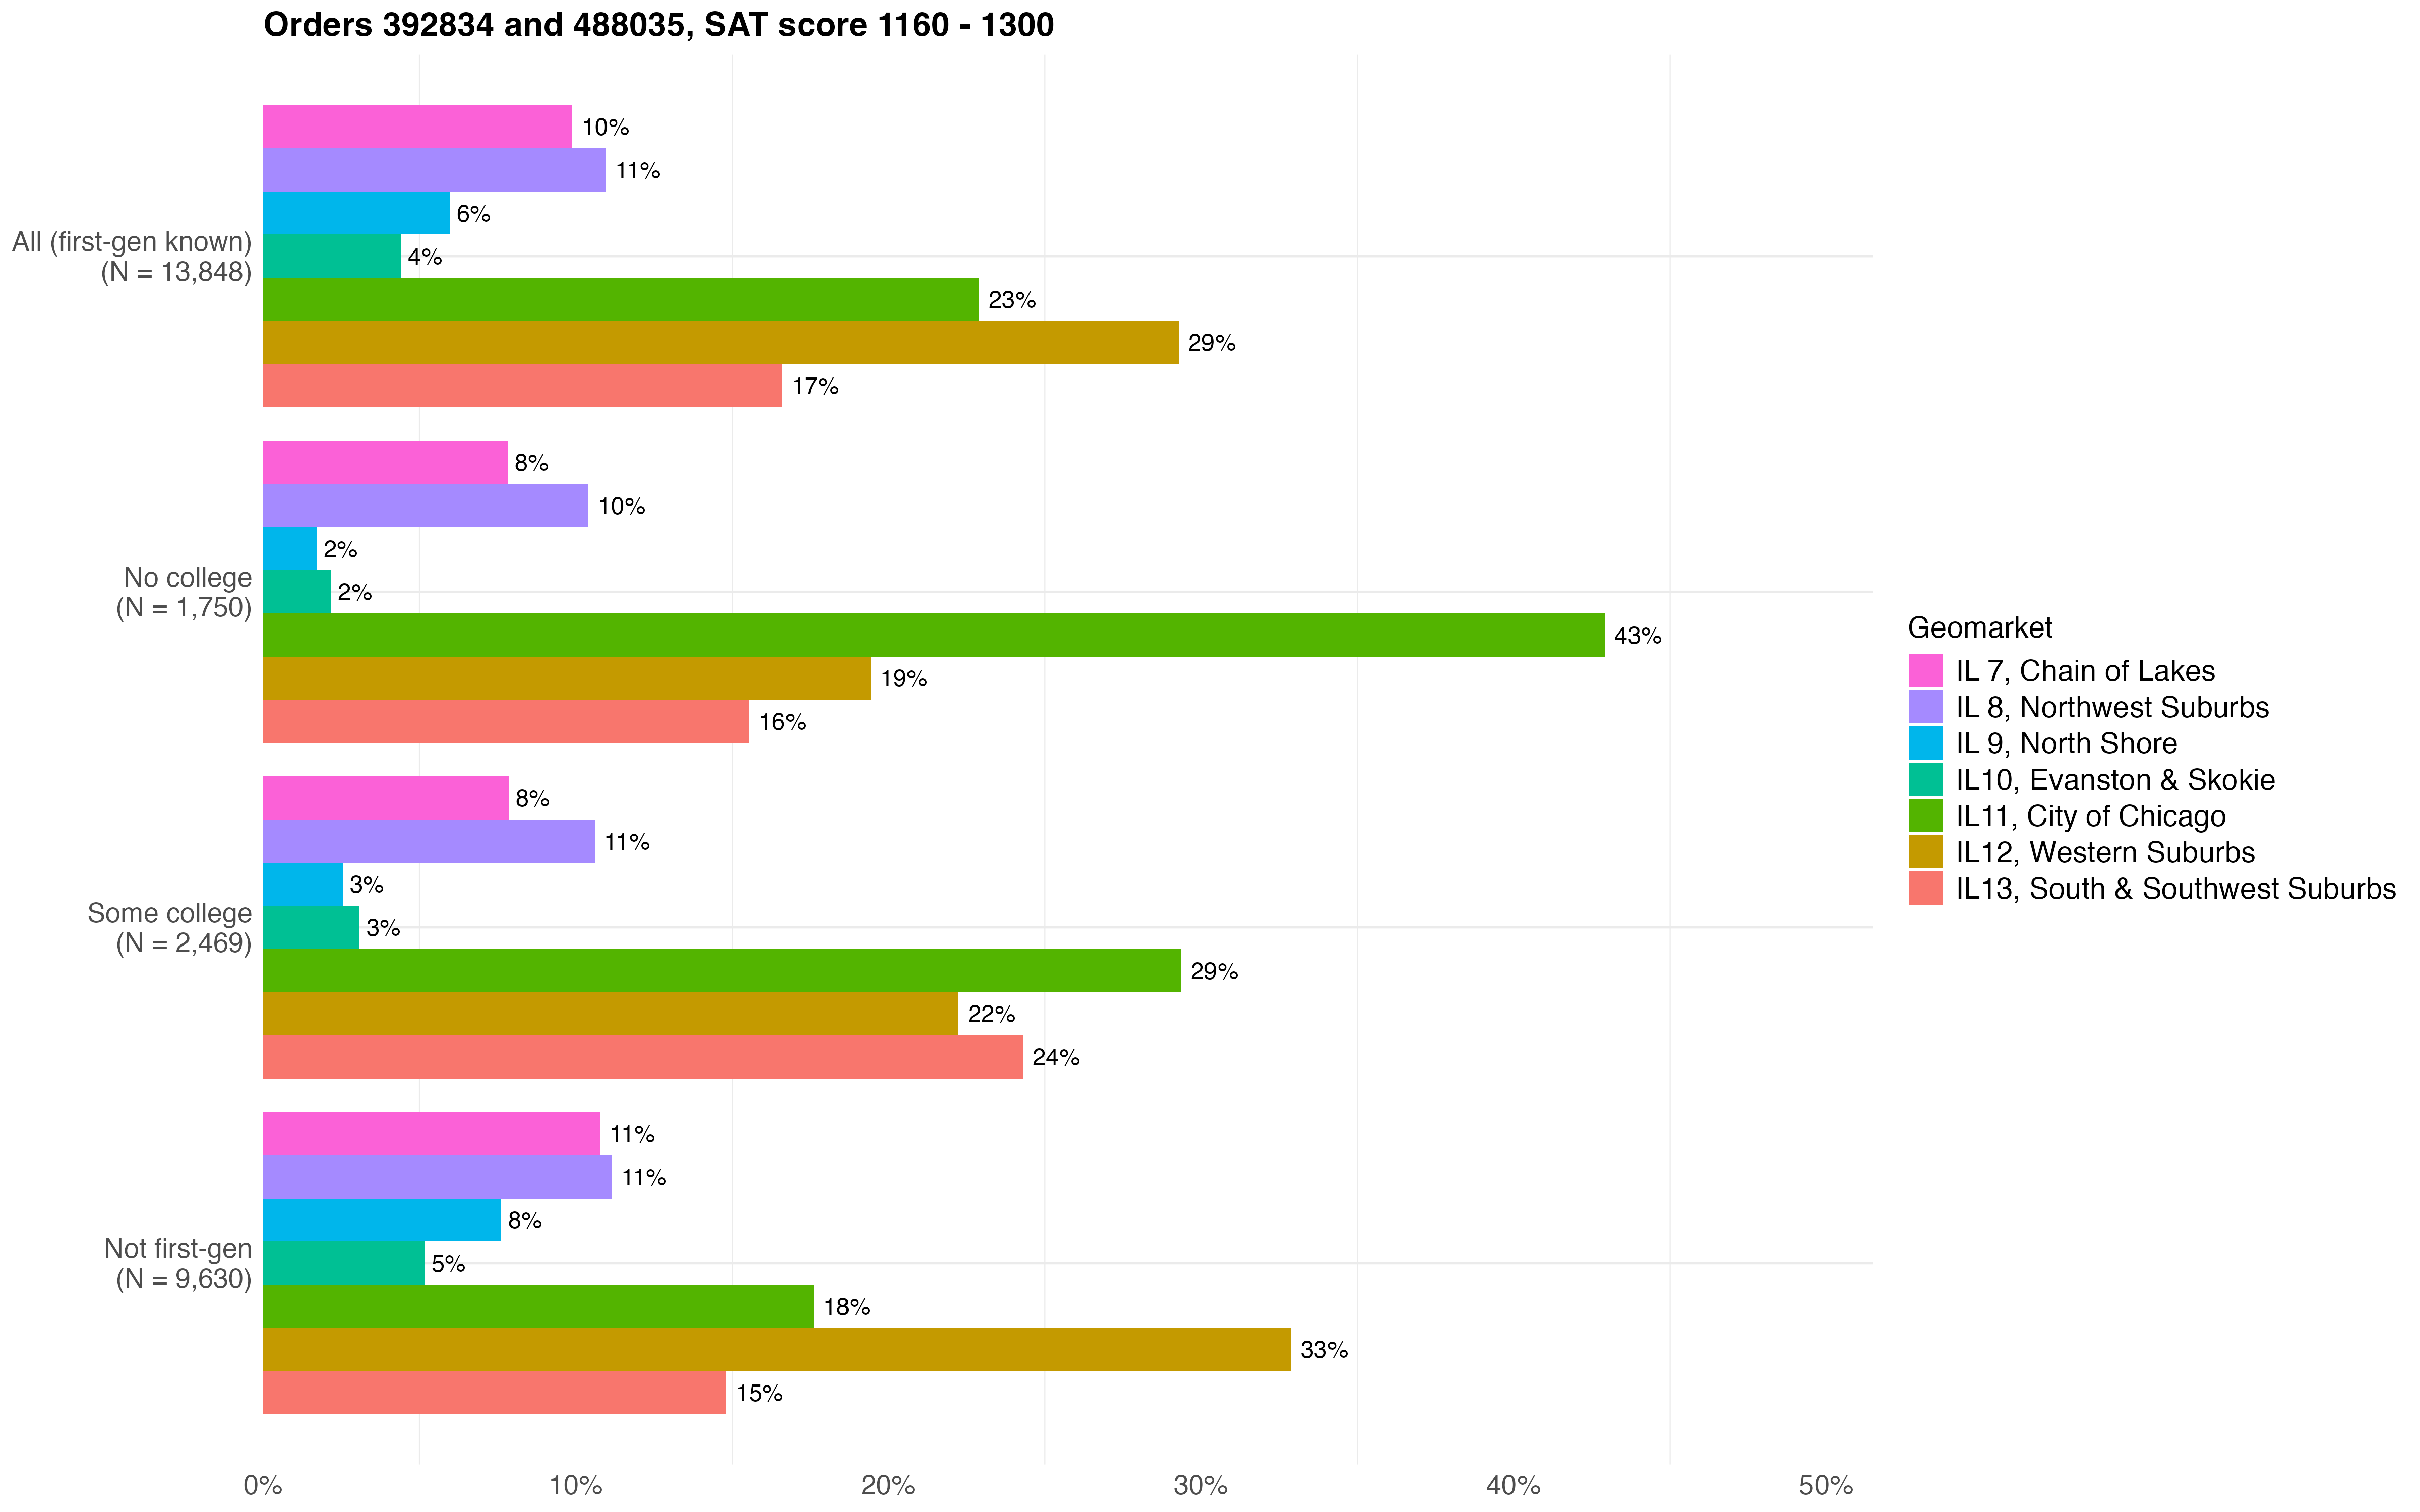 Orders 392834 and 488035, SAT score 1160 - 1300
All (first-gen known)
(N = 13,848)
10%
11%
6%
4%
23%
29%
17%
No college
(N = 1,750)
8%
10%
2%
2%
43%
19%
16%
Some college
(N = 2,469)
8%
11%
3%
3%
29%
22%
24%
Not first-gen
(N = 9,630)
11%
11%
8%
5%
18%
33%
15%
0% 10% 20% 30% 40% 50%
Geomarket
IL 7, Chain of Lakes
IL 8, Northwest Suburbs
IL 9, North Shore
IL10, Evanston & Skokie
IL11, City of Chicago
IL12, Western Suburbs
IL13, South & Southwest Suburbs